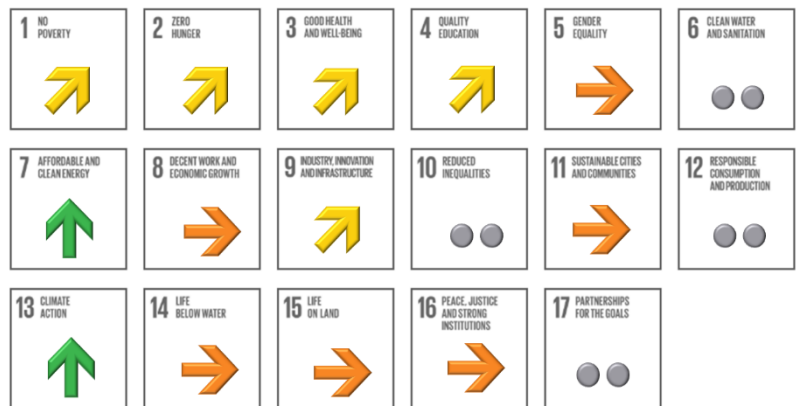 1 NO
POVERTY
2 ZERO
HUNGER
3 GOOD HEALTH
AND WELL-BEING
4 QUALITY
EDUCATION
5 GENDER
EQUALITY
6 CLEAN WATER
AND SANITATION
7 AFFORDABLE AND
CLEAN ENERGY
8 DECENT WORK AND
ECONOMIC GROWTH
9 INDUSTRY, INNOVATION
AND INFRASTRUCTURE
10 REDUCED
INEQUALITIES
11 SUSTAINABLE CITIES
AND COMMUNITIES
12 RESPONSIBLE
CONSUMPTION
AND PRODUCTION
13 CLIMATE
ACTION
14 LIFE
BELOW WATER
15 LIFE
ON LAND
16 PEACE, JUSTICE
AND STRONG
INSTITUTIONS
17 PARTNERSHIPS
FOR THE GOALS